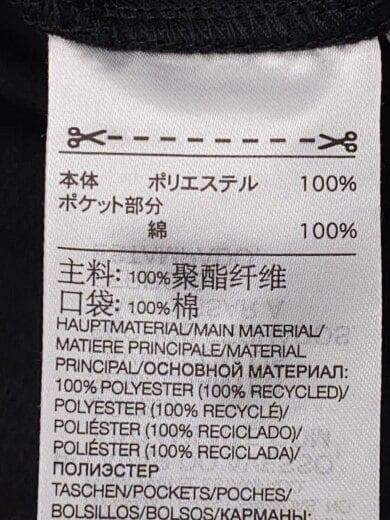 本体 ポリエステル 100%
ポケット部分
綿 100%
主料: 100%聚酯纤维
口袋: 100%棉
HAUPTMATERIAL/MAIN MATERIAL/
MATIERE PRINCIPALE/MATERIAL
PRINCIPAL/ОСНОВНОЙ МАТЕРИАЛ:
100% POLYESTER (100% RECYCLED)/
POLYESTER (100% RECYCLÉ)/
POLIÉSTER (100% RECICLADO)/
POLIÉSTER (100% RECICLADA)/
ПОЛИЭСТЕР
TASCHEN/POCKETS/POCHES/
BOLSILLOS/BOLSOS/КАРМАНЫ: